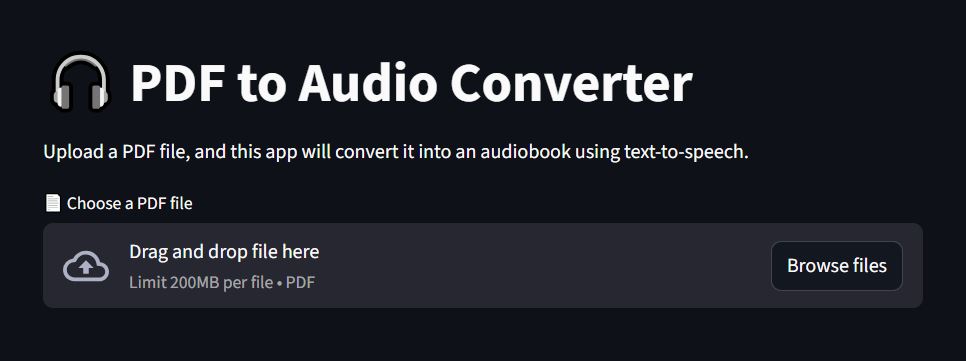 🎧 PDF to Audio Converter
Upload a PDF file, and this app will convert it into an audiobook using text-to-speech.
📄 Choose a PDF file
Drag and drop file here
Limit 200MB per file • PDF
Browse files